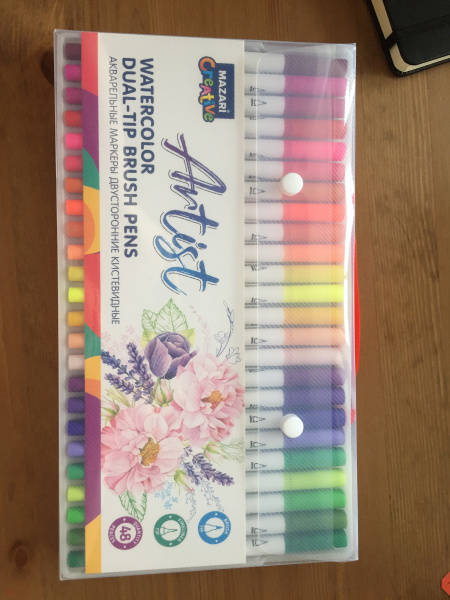 MAZARI
Creative
Artist
WATERCOLOR
DUAL-TIP BRUSH PENS
АКВАРЕЛЬНЫЕ МАРКЕРЫ ДВУСТОРОННИЕ КИСТЕВИДНЫЕ
48